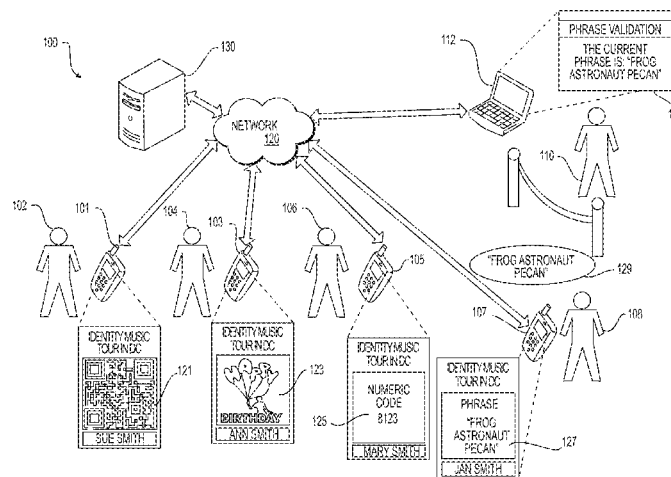 100
130
112
PHRASE VALIDATION
THE CURRENT
PHRASE IS: "FROG
ASTRONAUT
PECAN"
NETWORK
120
110
102
101
104
103
106
105
"FROG ASTRONAUT
PECAN"
129
107
108
IDENTITY MUSIC
TOUR IN DC
121
SUE SMITH
IDENTITY MUSIC
TOUR IN DC
123
BIRTHDAY
ANN SMITH
IDENTITY MUSIC
TOUR IN DC
NUMERIC
CODE
8123
125
MARY SMITH
IDENTITY MUSIC
TOUR IN DC
PHRASE
"FROG
ASTRONAUT
PECAN"
127
JAN SMITH